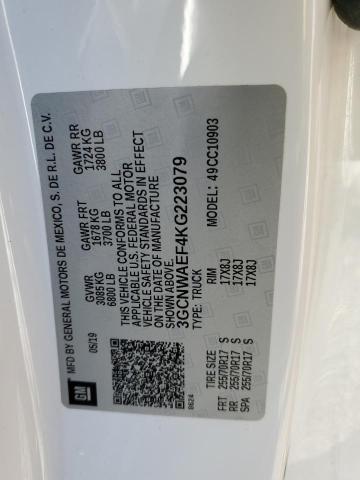 GM
MFD BY GENERAL MOTORS DE MEXICO, S. DE R.L. DE C.V.
05/19
GVWR GAWR FRT GAWR RR
3085 KG 1678 KG 1724 KG
6800 LB 3700 LB 3800 LB
THIS VEHICLE CONFORMS TO ALL
APPLICABLE U.S. FEDERAL MOTOR
VEHICLE SAFETY STANDARDS IN EFFECT
ON THE DATE OF MANUFACTURE
SHOWN ABOVE.
3GCNWAEF4KG223079
TYPE: TRUCK MODEL: 49CC10903
8624
TIRE SIZE RIM
FRT 255/70R17 S 17X8J
RR 255/70R17 S 17X8J
SPA 255/70R17 S 17X8J